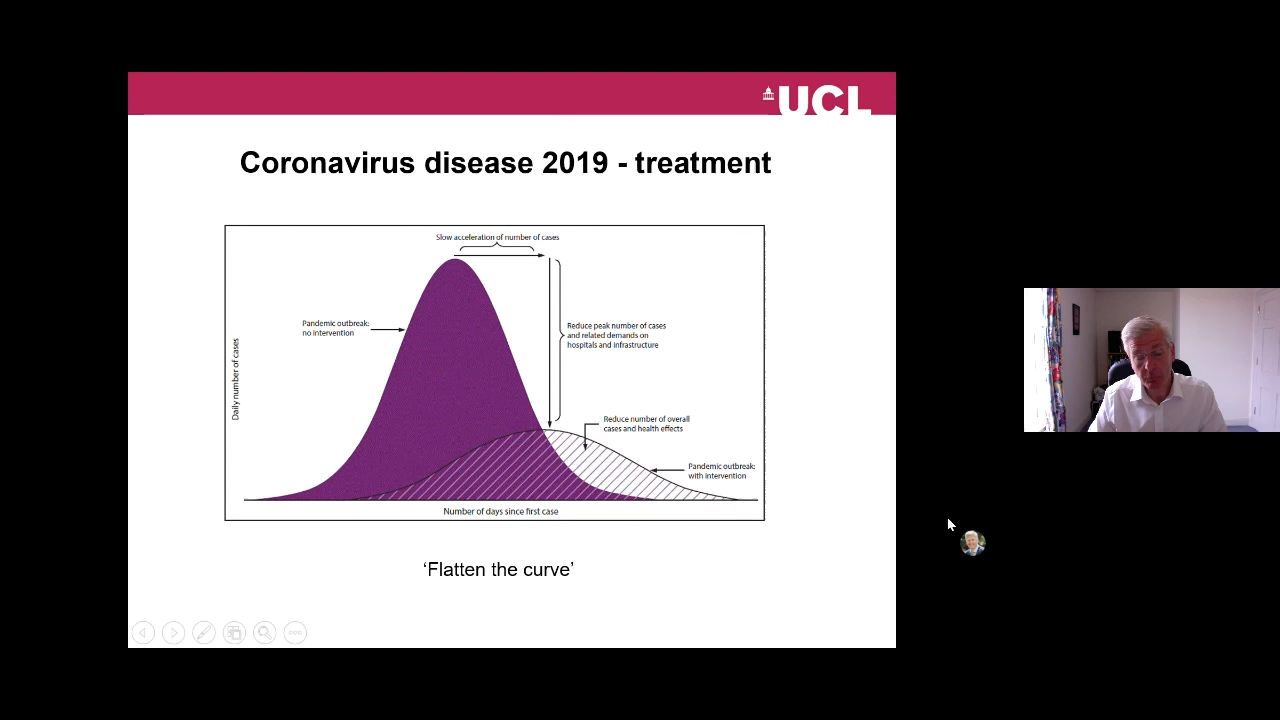 UCL
Coronavirus disease 2019 - treatment
Slow acceleration of number of cases
Pandemic outbreak:
no intervention
Reduce peak number of cases
and related demands on
hospitals and infrastructure
Daily number of cases
Reduce number of overall
cases and health effects
Pandemic outbreak:
with intervention
Number of days since first case
‘Flatten the curve’